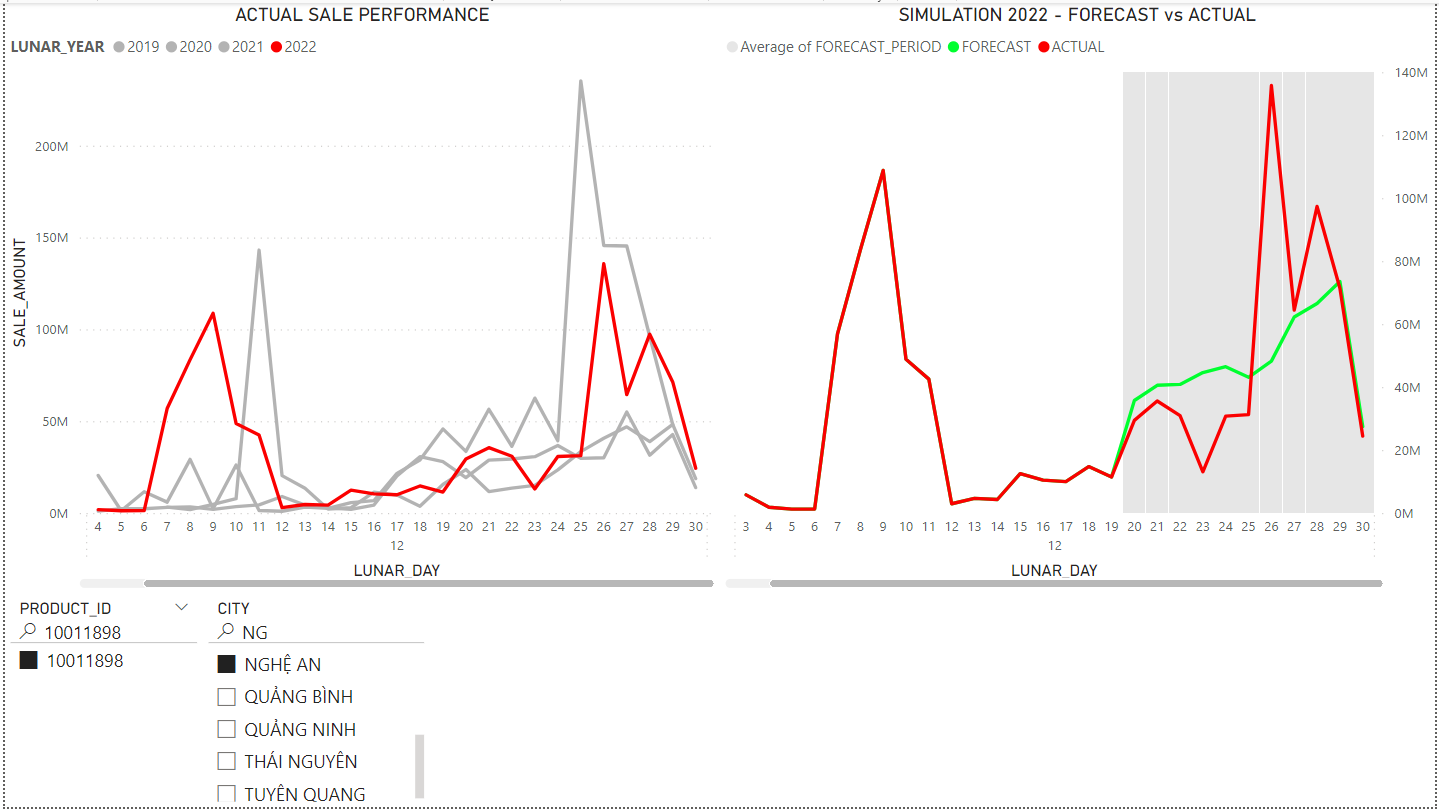 ACTUAL SALE PERFORMANCE
LUNAR_YEAR 2019 2020 2021 2022
SALE_AMOUNT
200M
150M
100M
50M
0M
4 5 6 7 8 9 10 11 12 13 14 15 16 17 18 19 20 21 22 23 24 25 26 27 28 29 30
12
LUNAR_DAY
SIMULATION 2022 - FORECAST vs ACTUAL
Average of FORECAST_PERIOD FORECAST ACTUAL
140M
120M
100M
80M
60M
40M
20M
0M
3 4 5 6 7 8 9 10 11 12 13 14 15 16 17 18 19 20 21 22 23 24 25 26 27 28 29 30
12
LUNAR_DAY
PRODUCT_ID
10011898
10011898
CITY
NG
NGHỆ AN
QUẢNG BÌNH
QUẢNG NINH
THÁI NGUYÊN
TUYÊN QUANG